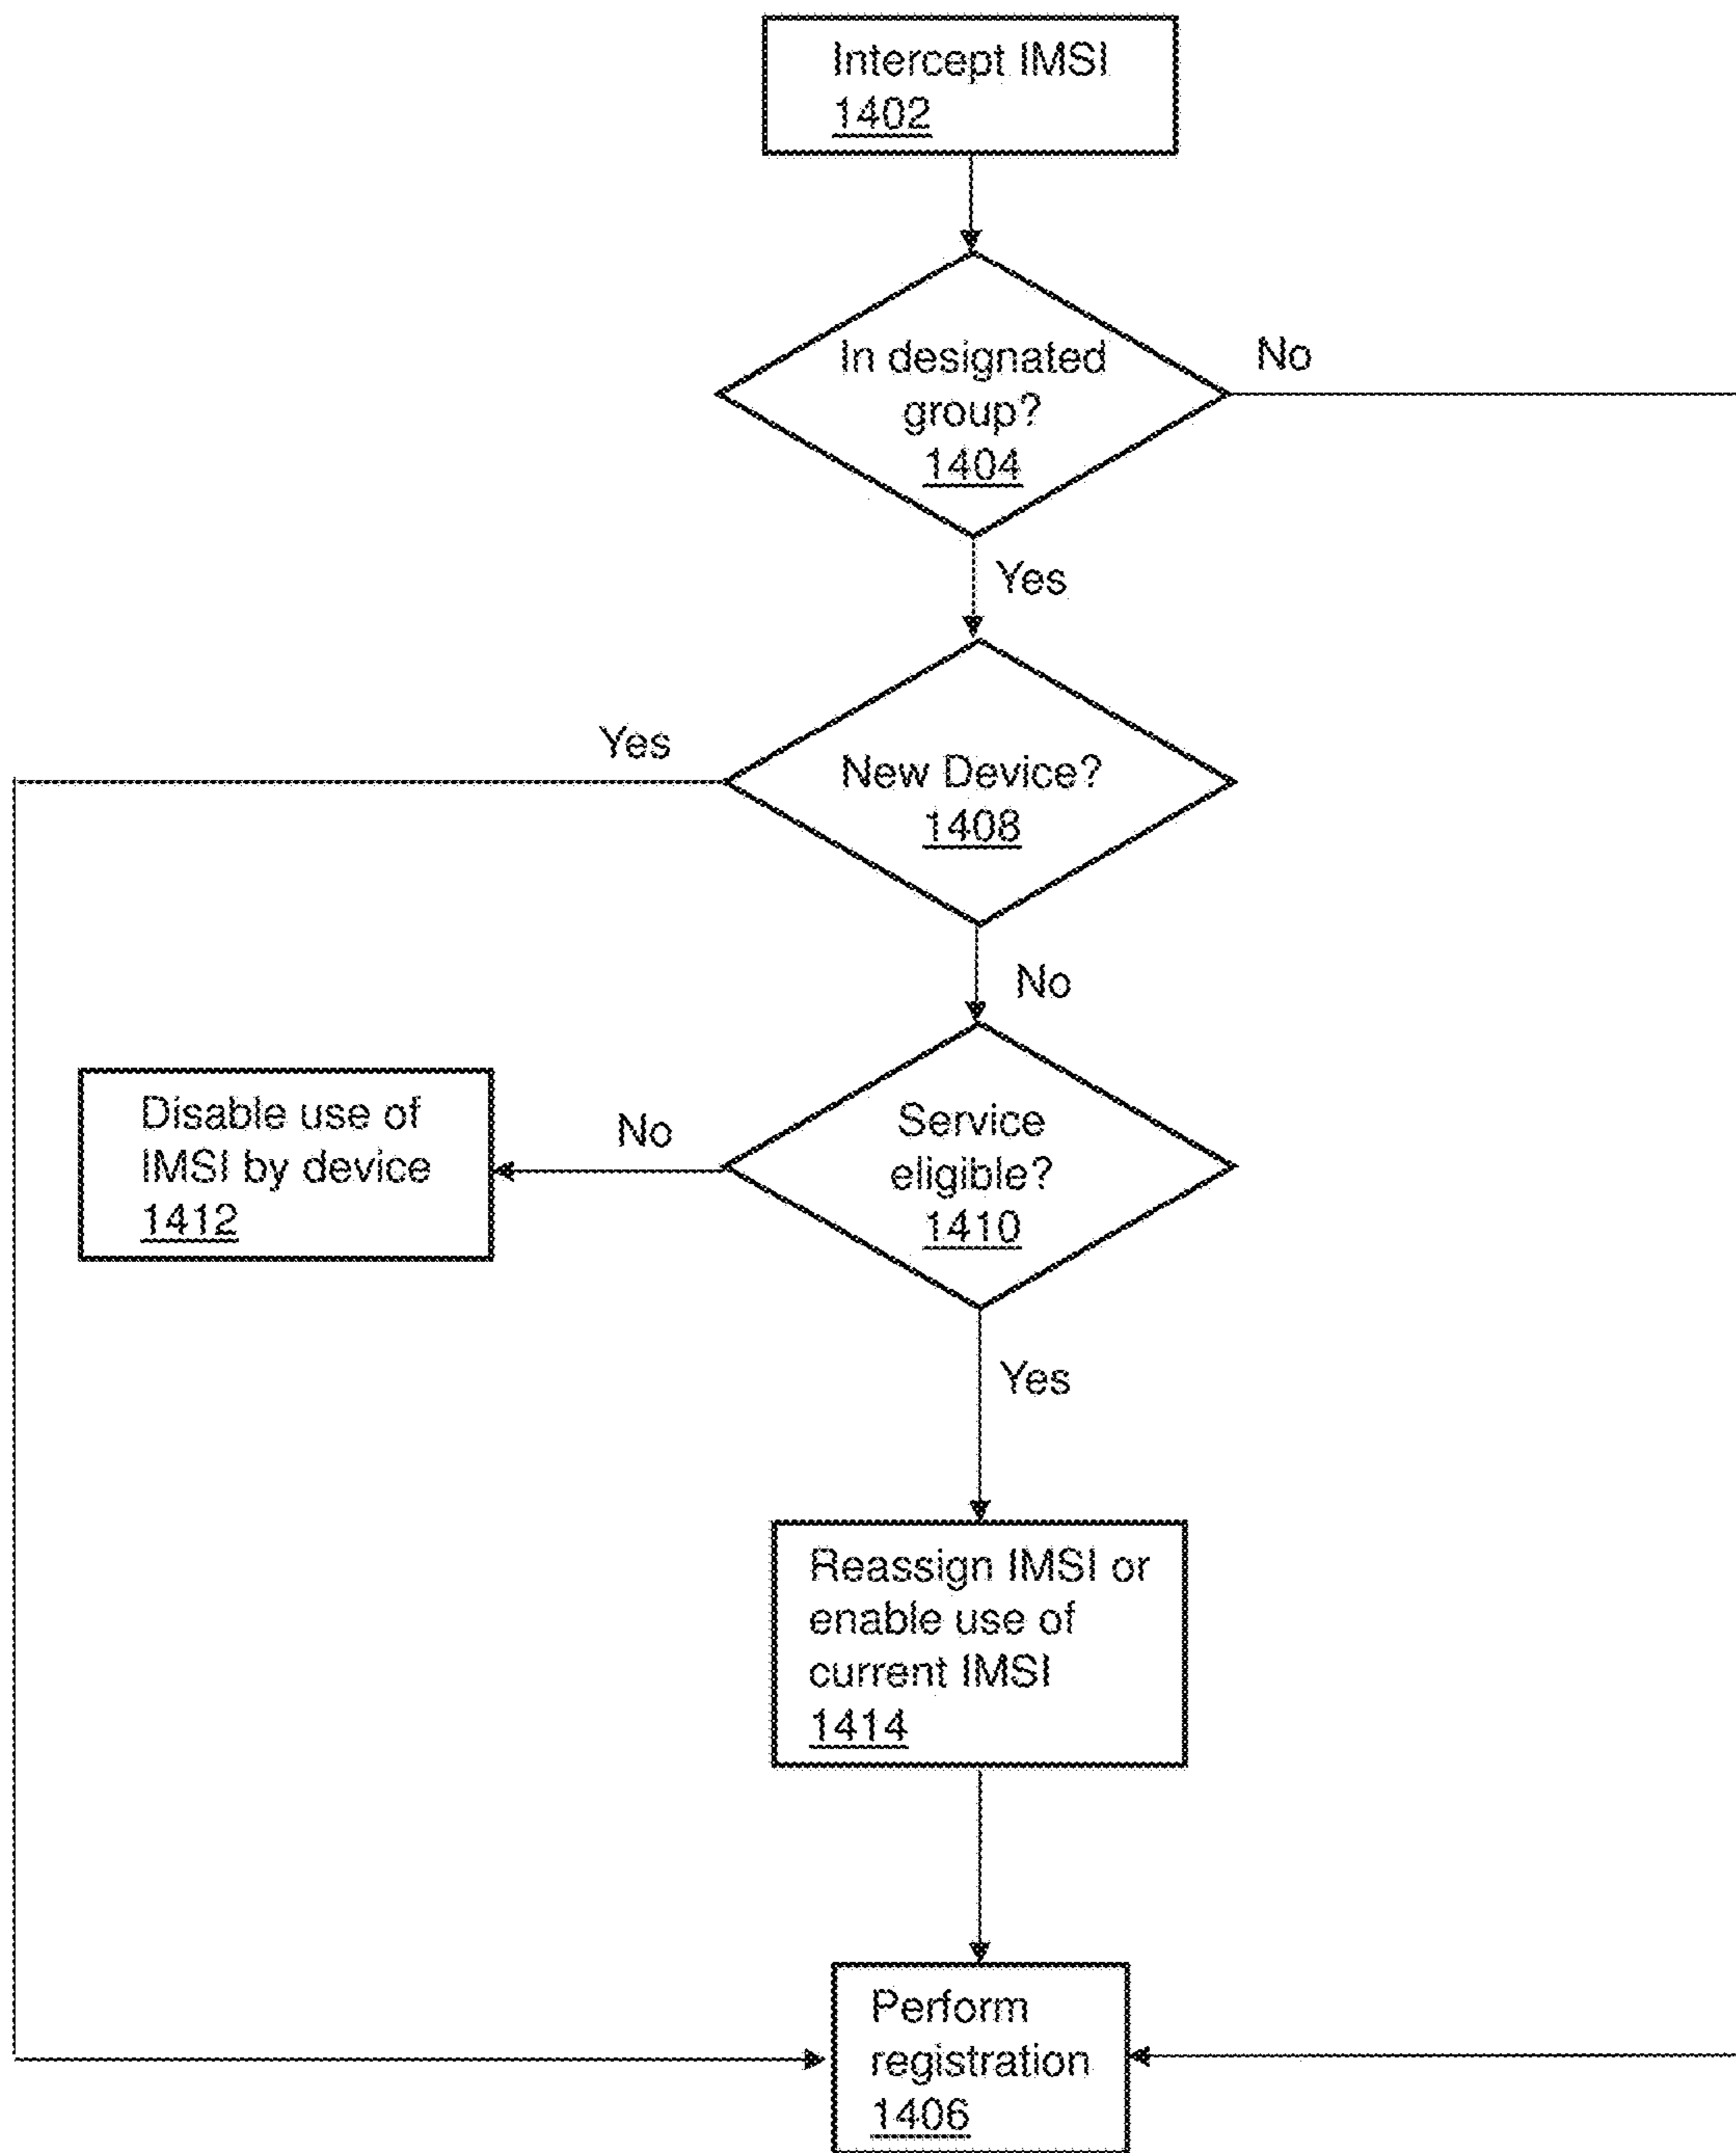 Intercept IMSI
1402
In designated
group?
1404
No
Yes
Yes
New Device?
1408
No
Disable use of
IMSI by device
1412
No
Service
eligible?
1410
Yes
Reassign IMSI or
enable use of
current IMSI
1414
Perform
registration
1406